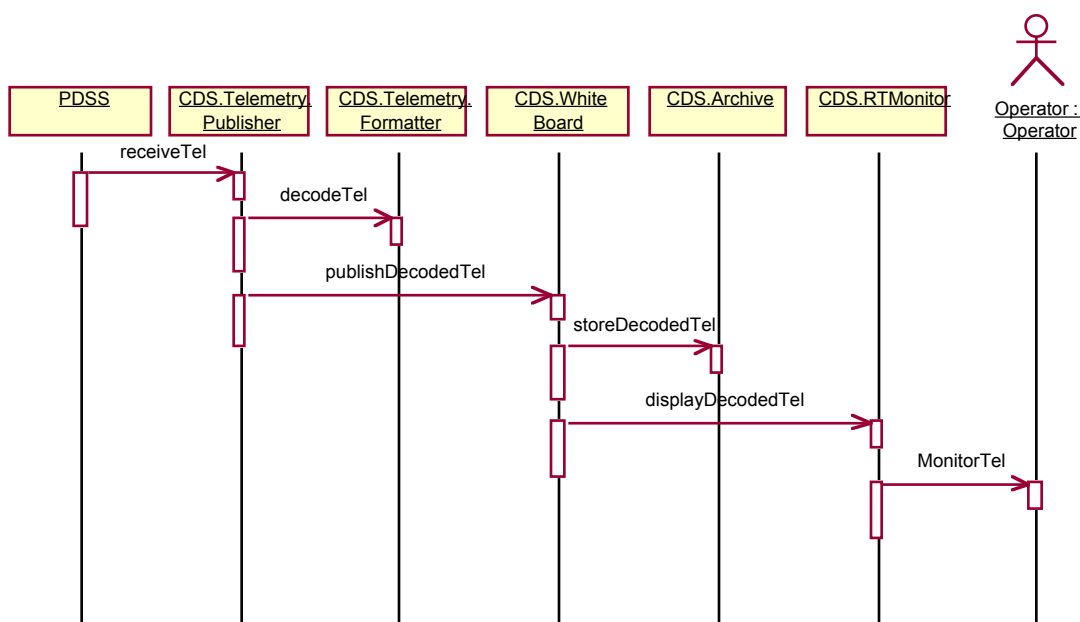 PDSS
CDS.Telemetry.
Publisher
CDS.Telemetry.
Formatter
CDS.White
Board
CDS.Archive
CDS.RTMonitor
Operator :
Operator
receiveTel
decodeTel
publishDecodedTel
storeDecodedTel
displayDecodedTel
MonitorTel